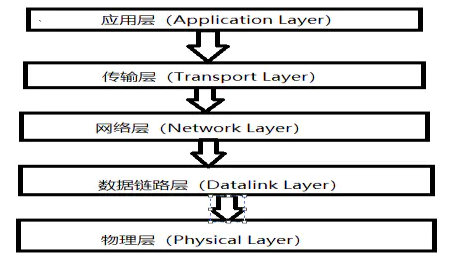 应用层（Application Layer）
传输层（Transport Layer）
网络层（Network Layer）
数据链路层（Datalink Layer）
物理层（Physical Layer）